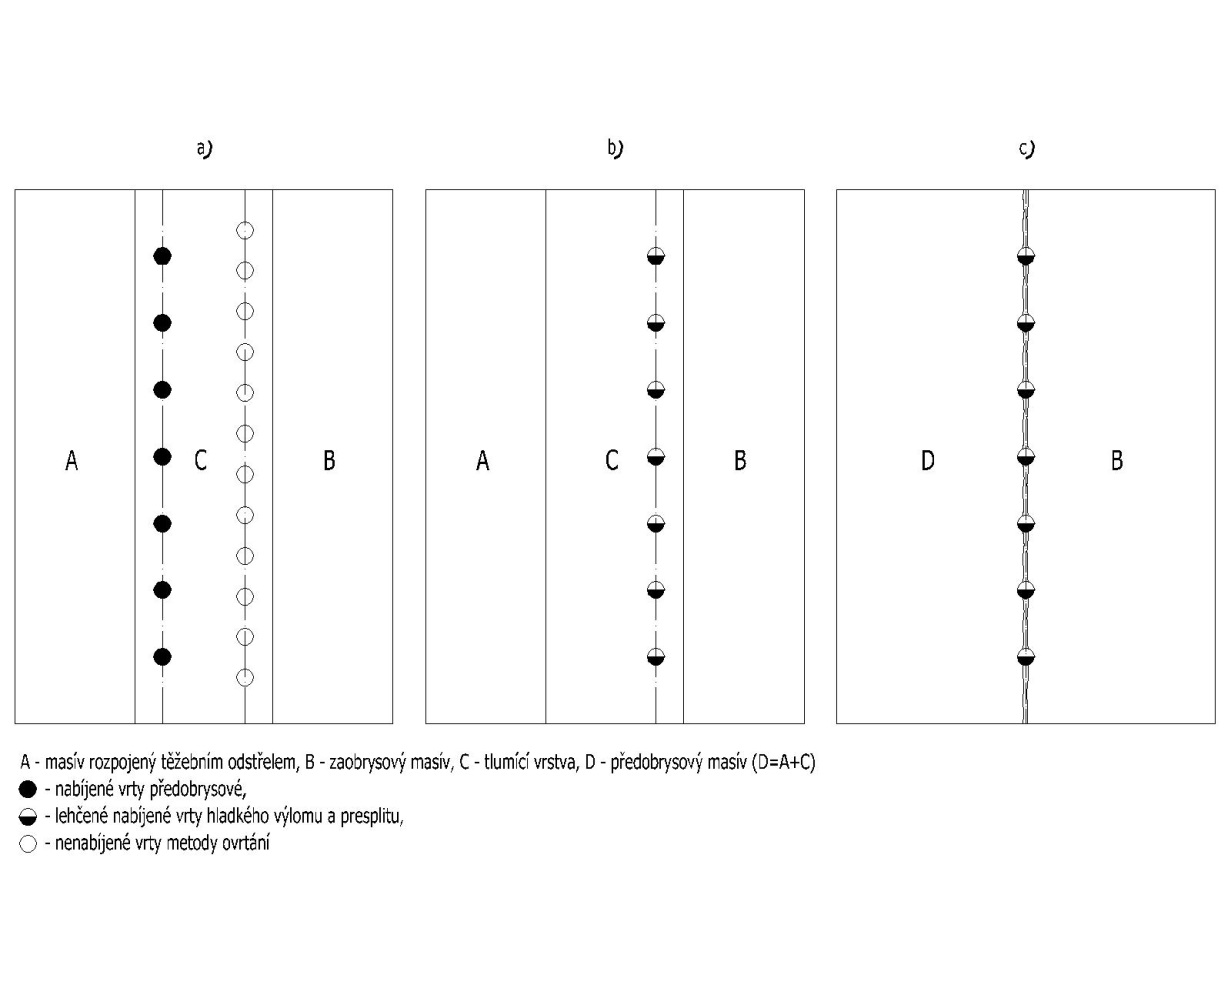 a) b) c)
A C B A C B D B
A - masív rozpojený těžebním odstřelem, B - zaobrysový masív, C - tlumící vrstva, D - předobrysový masív (D=A+C)
- nabíjené vrty předobrysové,
- lehčené nabíjené vrty hladkého výlomu a presplitu,
- nenabíjené vrty metody ovrtání